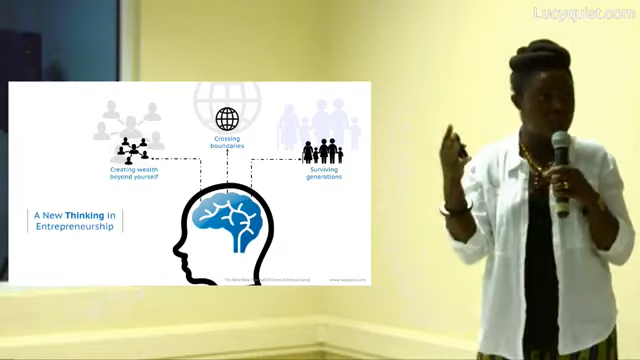 Lucyquist.com
Crossing
boundaries
Creating wealth
beyond yourself
Surviving
generations
A New Thinking in
Entrepreneurship